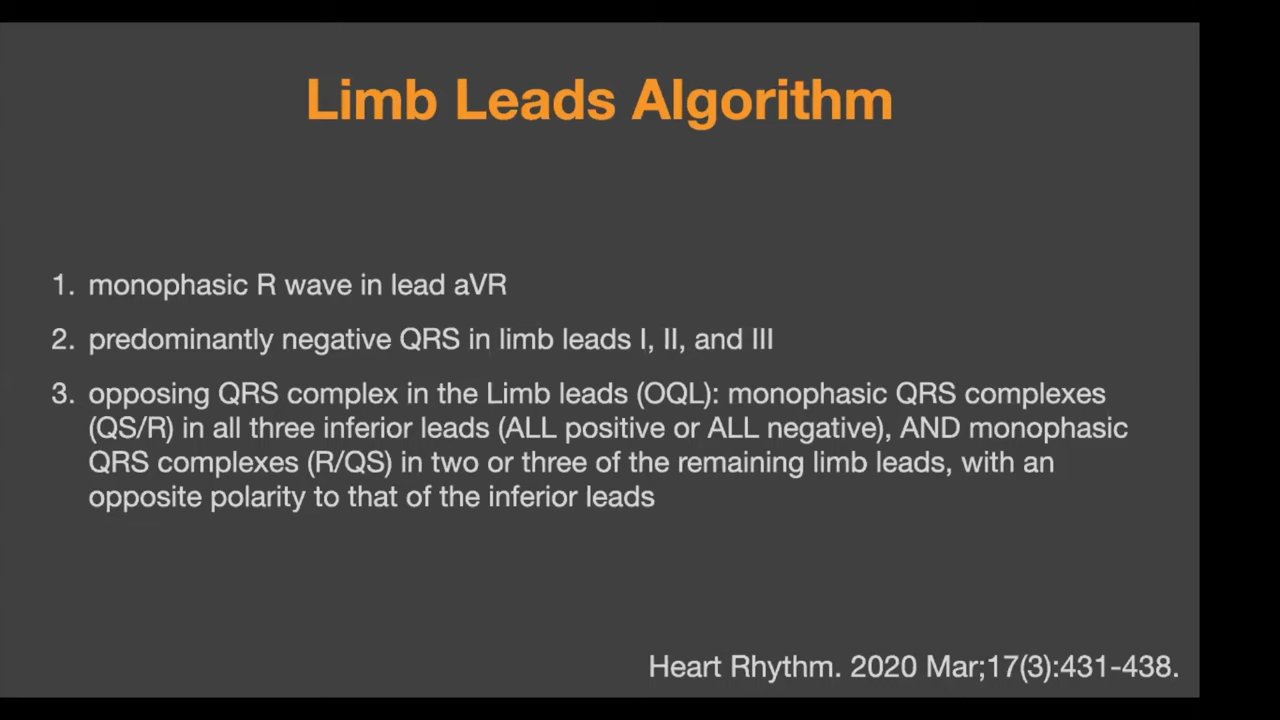 Limb Leads Algorithm
1. monophasic R wave in lead aVR
2. predominantly negative QRS in limb leads I, II, and III
3. opposing QRS complex in the Limb leads (OQL): monophasic QRS complexes
(QS/R) in all three inferior leads (ALL positive or ALL negative), AND monophasic
QRS complexes (R/QS) in two or three of the remaining limb leads, with an
opposite polarity to that of the inferior leads
Heart Rhythm. 2020 Mar;17(3):431-438.